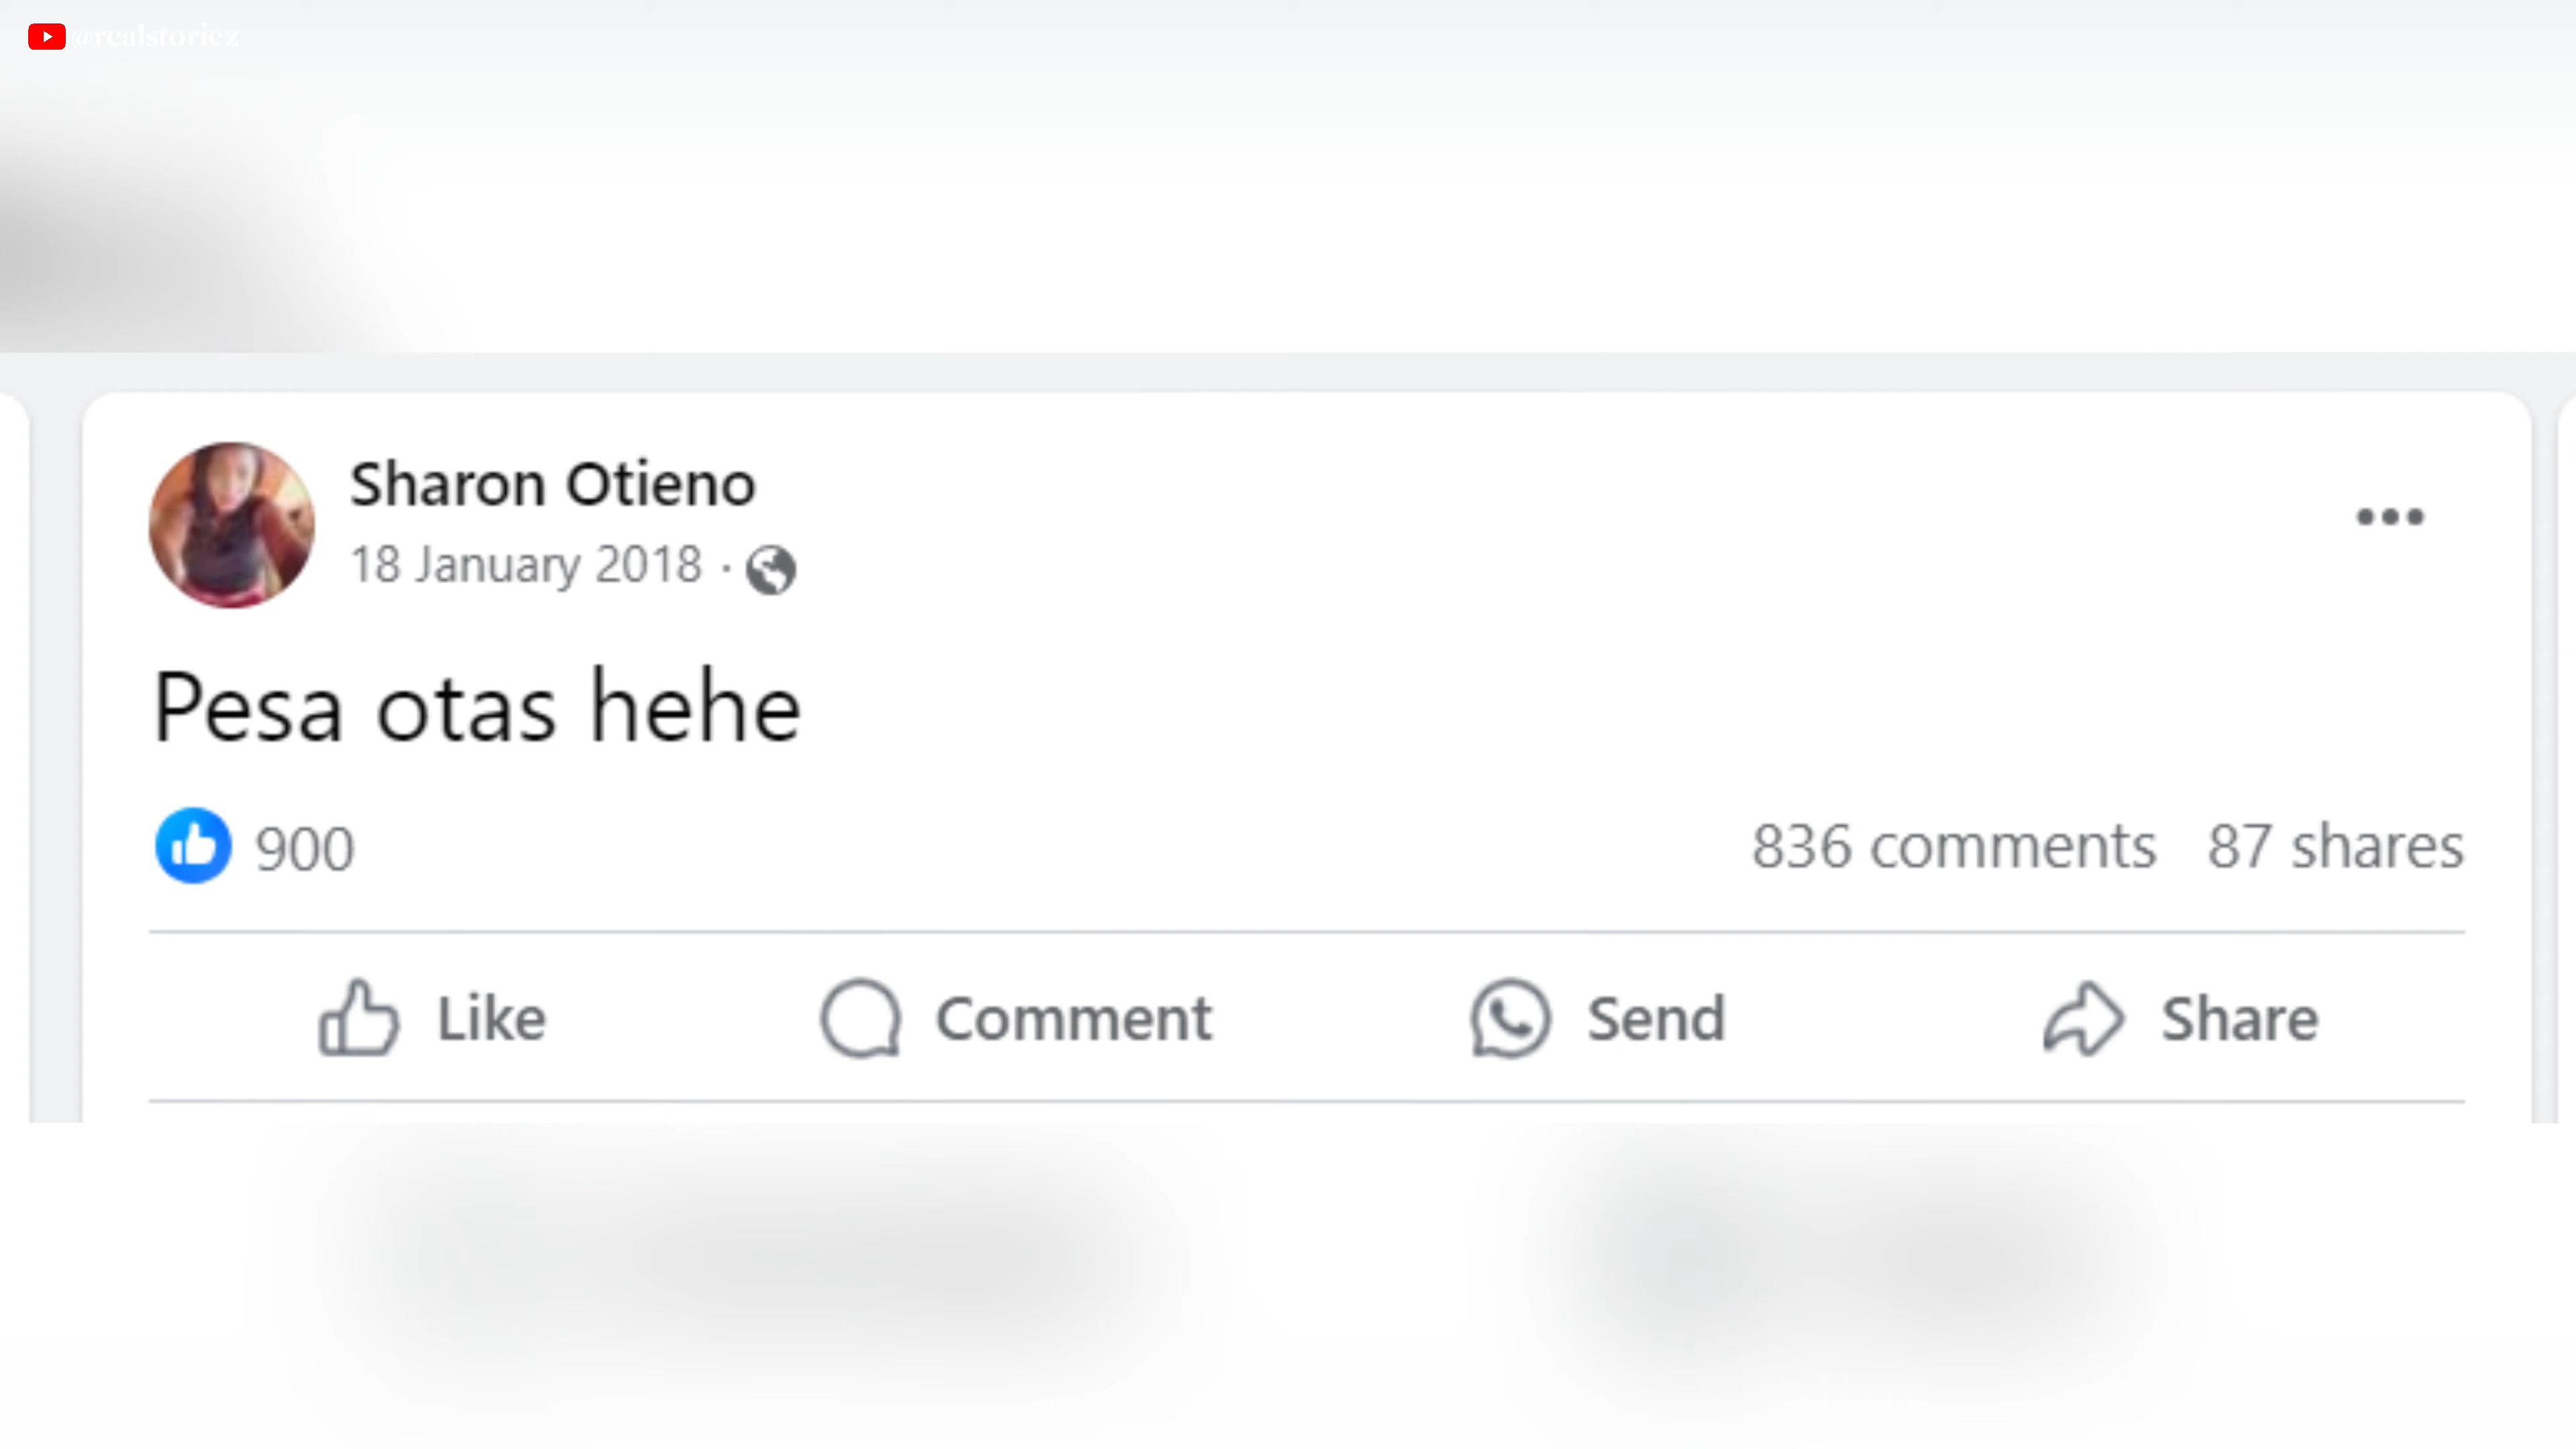 @realstoriez
Sharon Otieno
18 January 2018 ·
Pesa otas hehe
900
836 comments 87 shares
Like Comment Send Share